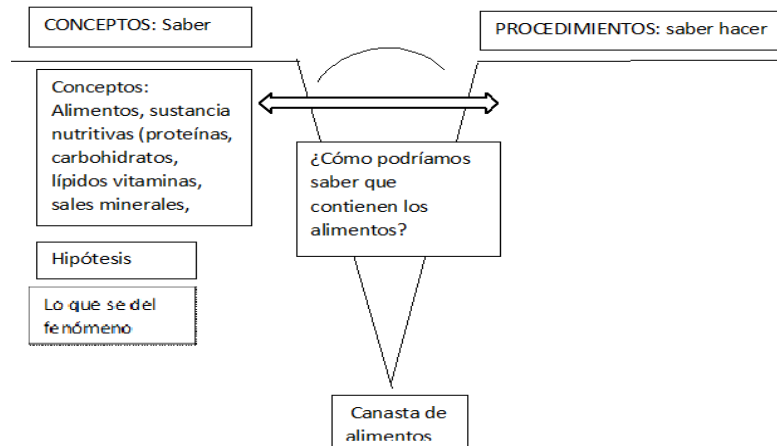 CONCEPTOS: Saber
PROCEDIMIENTOS: saber hacer
Conceptos:
Alimentos, sustancia
nutritivas (proteínas,
carbohidratos,
lípidos vitaminas,
sales minerales,
¿Cómo podríamos
saber que
contienen los
alimentos?
Hipótesis
Lo que se del
fenómeno
Canasta de
alimentos